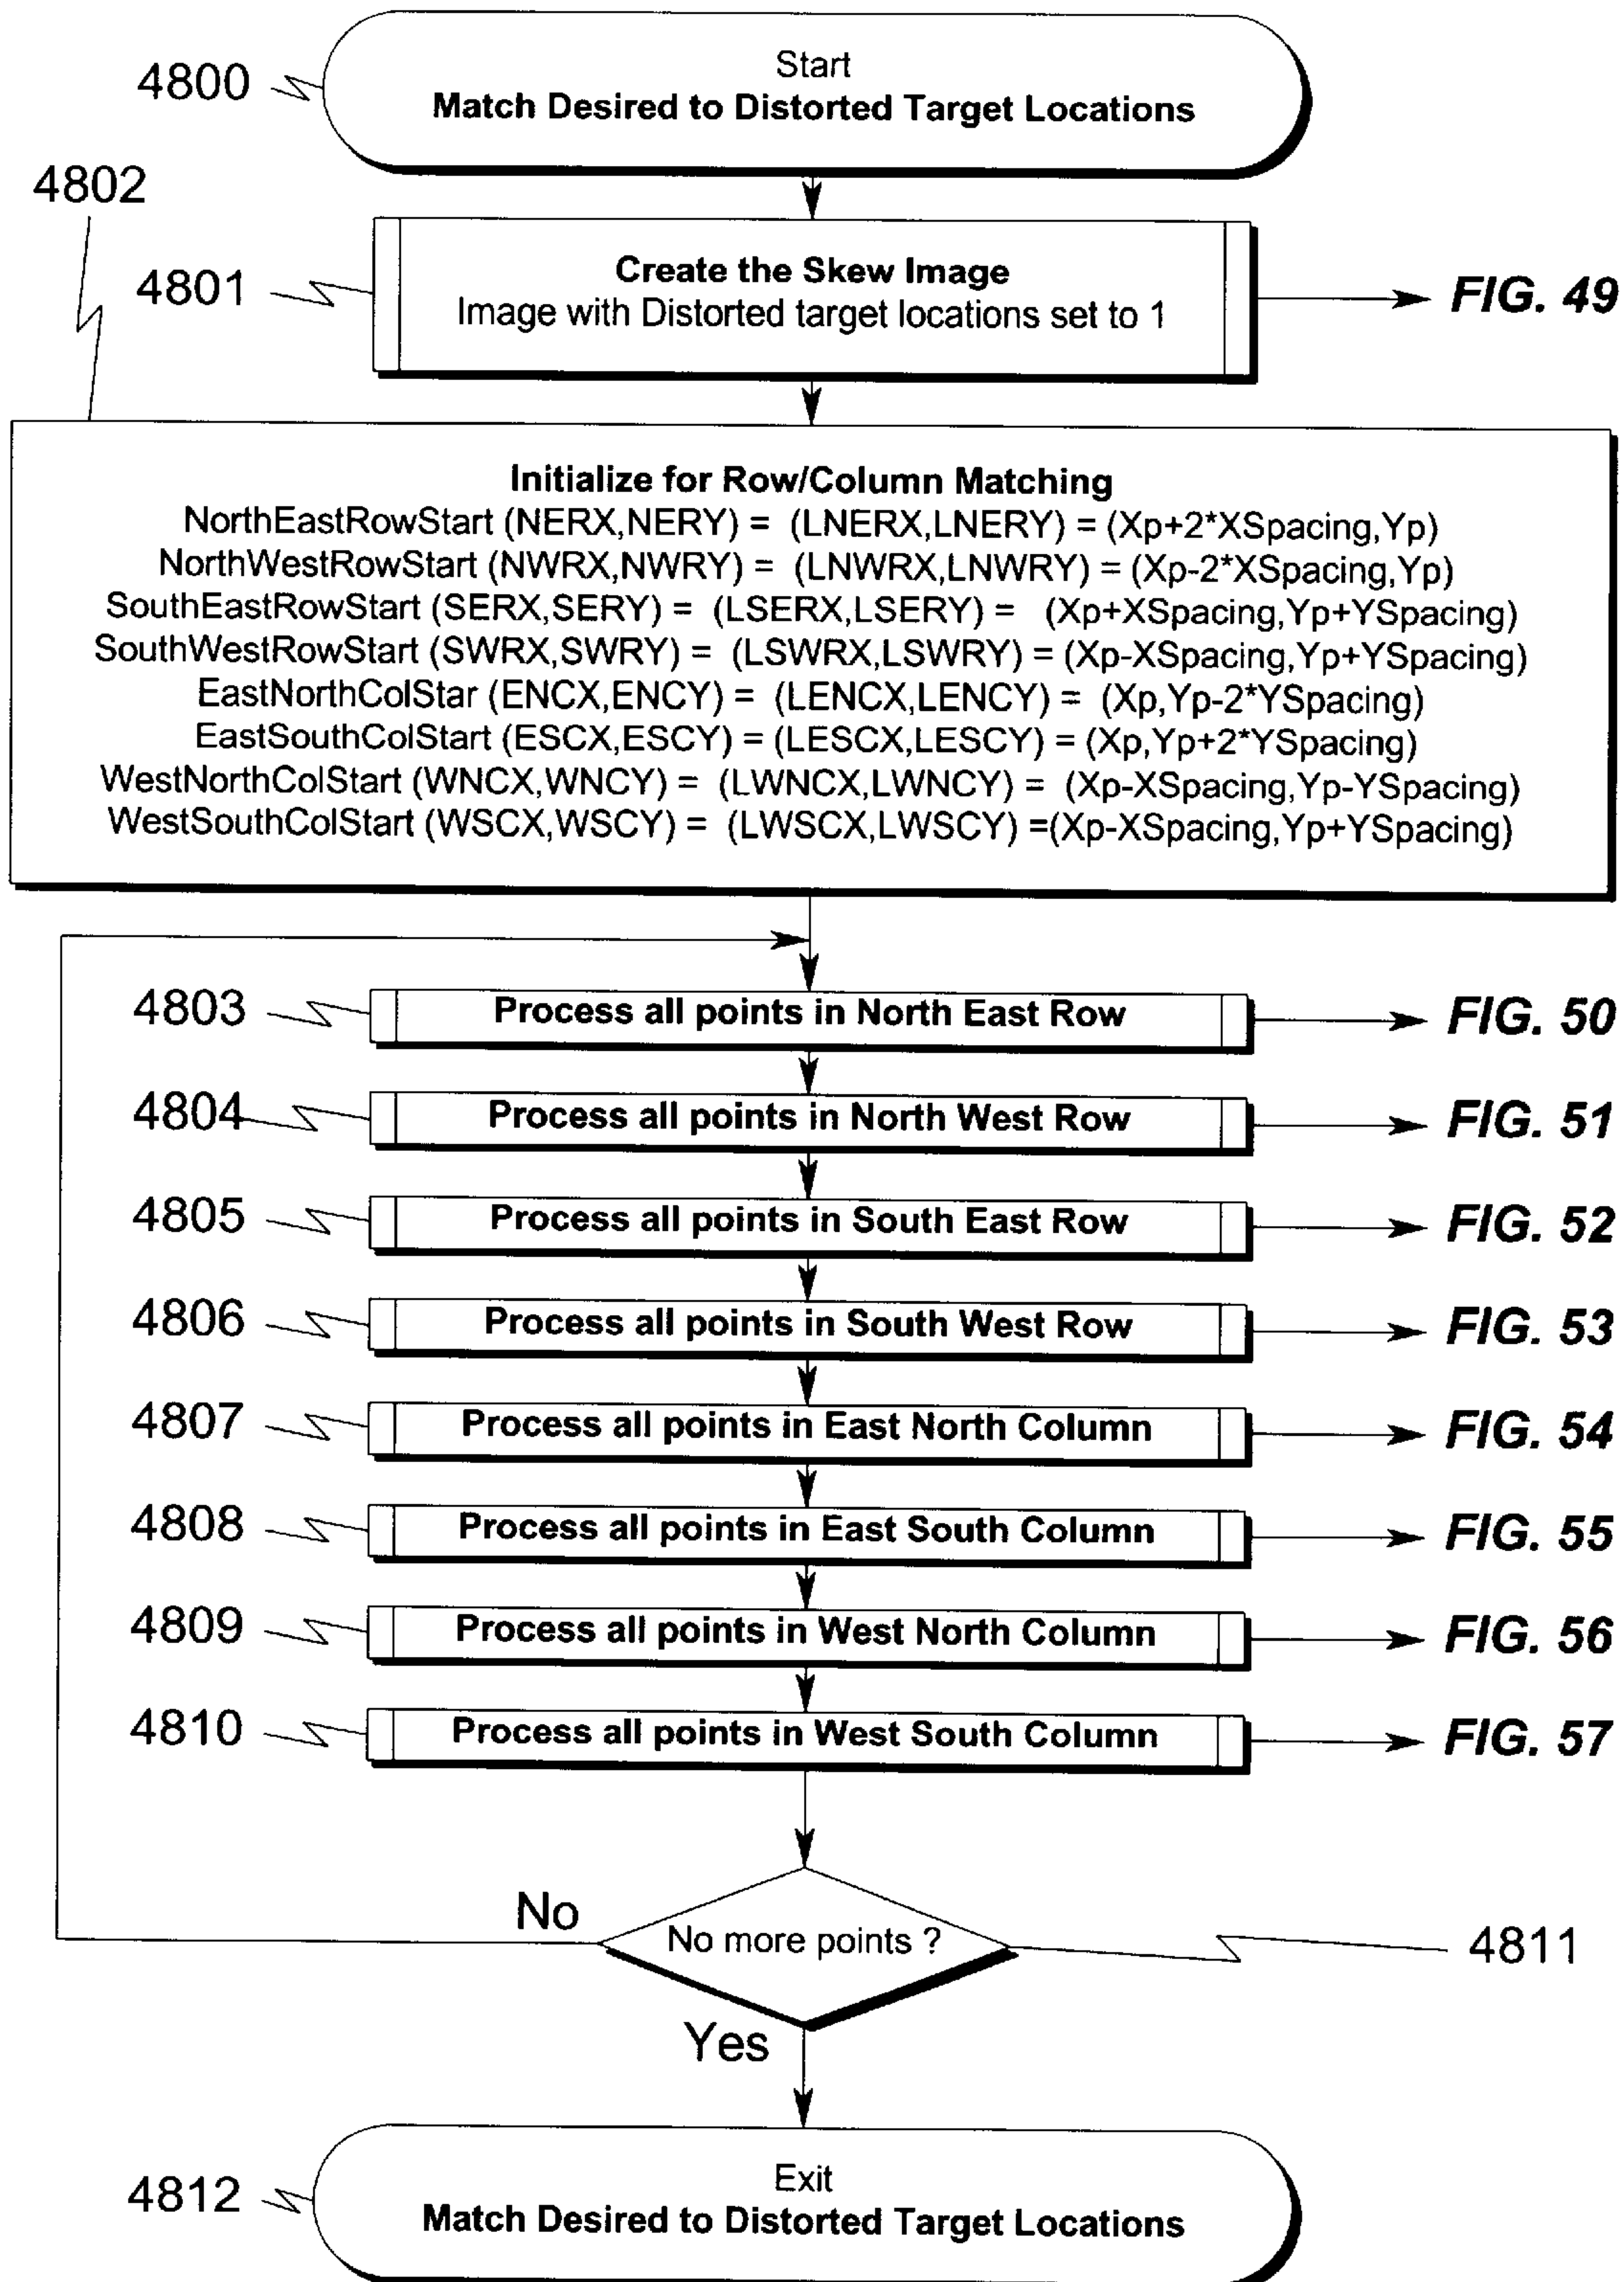 4800
Start
Match Desired to Distorted Target Locations
4802
4801
Create the Skew Image
Image with Distorted target locations set to 1
FIG. 49
Initialize for Row/Column Matching
NorthEastRowStart (NERX,NERY) = (LNERX,LNERY) = (Xp+2*XSpacing,Yp)
NorthWestRowStart (NWRX,NWRY) = (LNWRX,LNWRY) = (Xp-2*XSpacing,Yp)
SouthEastRowStart (SERX,SERY) = (LSERX,LSERY) = (Xp+XSpacing,Yp+YSpacing)
SouthWestRowStart (SWRX,SWRY) = (LSWRX,LSWRY) = (Xp-XSpacing,Yp+YSpacing)
EastNorthColStar (ENCX,ENCY) = (LENCX,LENCY) = (Xp,Yp-2*YSpacing)
EastSouthColStart (ESCX,ESCY) = (LESCX,LESCY) = (Xp,Yp+2*YSpacing)
WestNorthColStart (WNCX,WNCY) = (LWNCX,LWNCY) = (Xp-XSpacing,Yp-YSpacing)
WestSouthColStart (WSCX,WSCY) = (LWSCX,LWSCY) =(Xp-XSpacing,Yp+YSpacing)
4803
Process all points in North East Row
FIG. 50
4804
Process all points in North West Row
FIG. 51
4805
Process all points in South East Row
FIG. 52
4806
Process all points in South West Row
FIG. 53
4807
Process all points in East North Column
FIG. 54
4808
Process all points in East South Column
FIG. 55
4809
Process all points in West North Column
FIG. 56
4810
Process all points in West South Column
FIG. 57
No
No more points ?
4811
Yes
4812
Exit
Match Desired to Distorted Target Locations